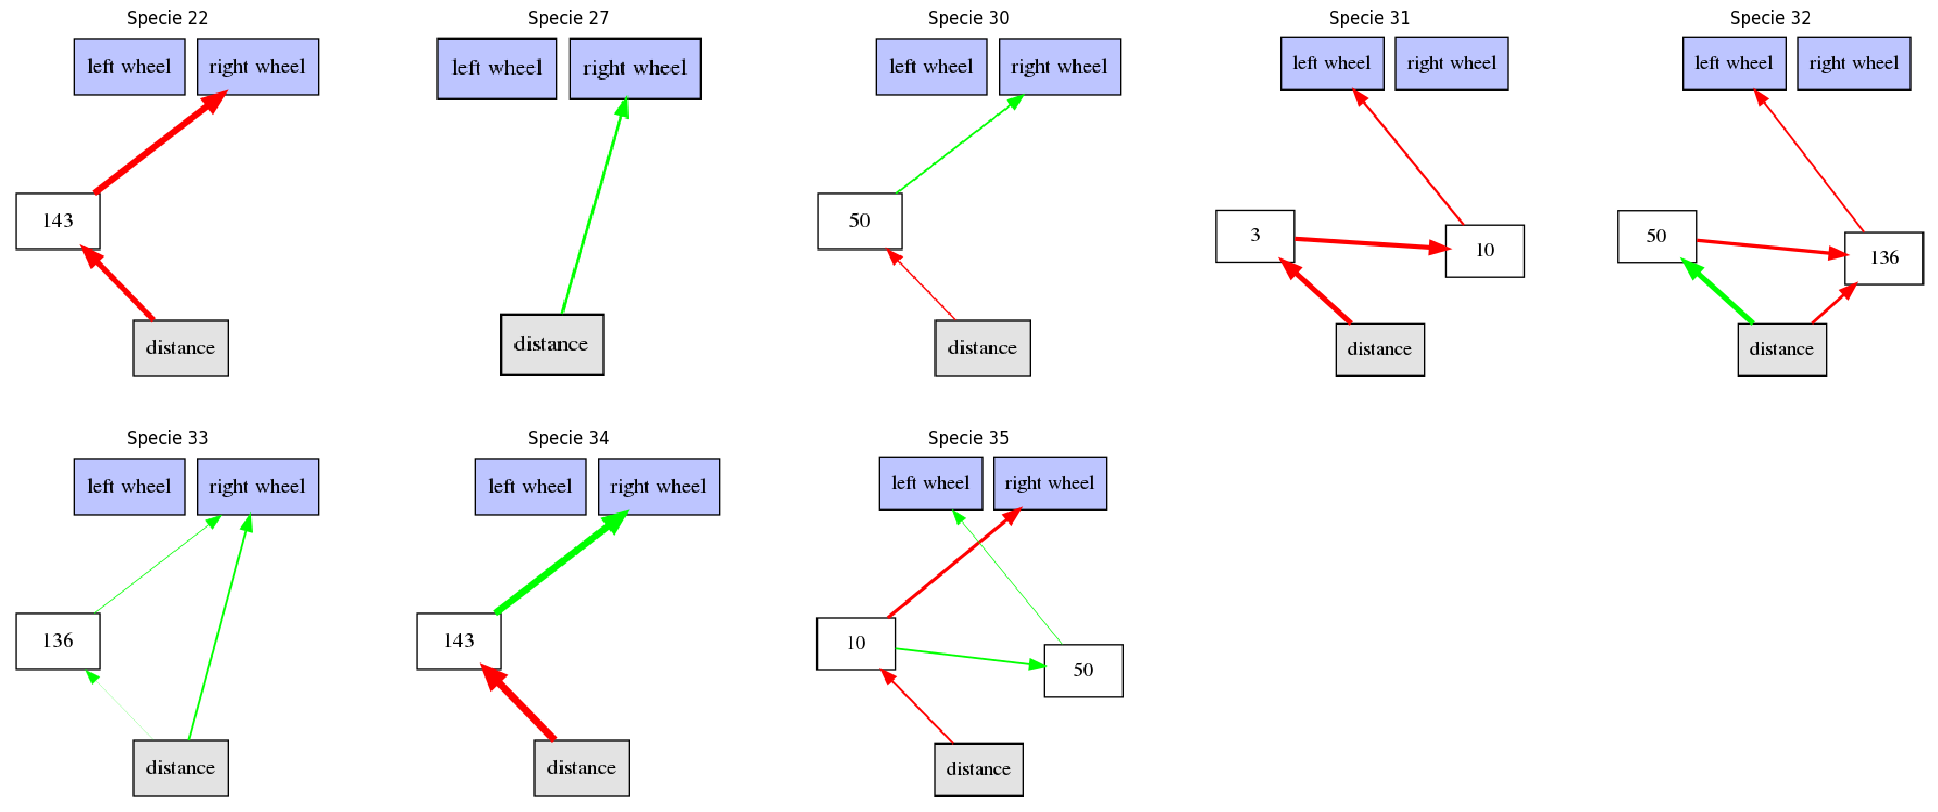 Specie 22
left wheel
right wheel
143
distance
Specie 27
left wheel
right wheel
distance
Specie 30
left wheel
right wheel
50
distance
Specie 31
left wheel
right wheel
3
10
distance
Specie 32
left wheel
right wheel
50
136
distance
Specie 33
left wheel
right wheel
136
distance
Specie 34
left wheel
right wheel
143
distance
Specie 35
left wheel
right wheel
10
50
distance